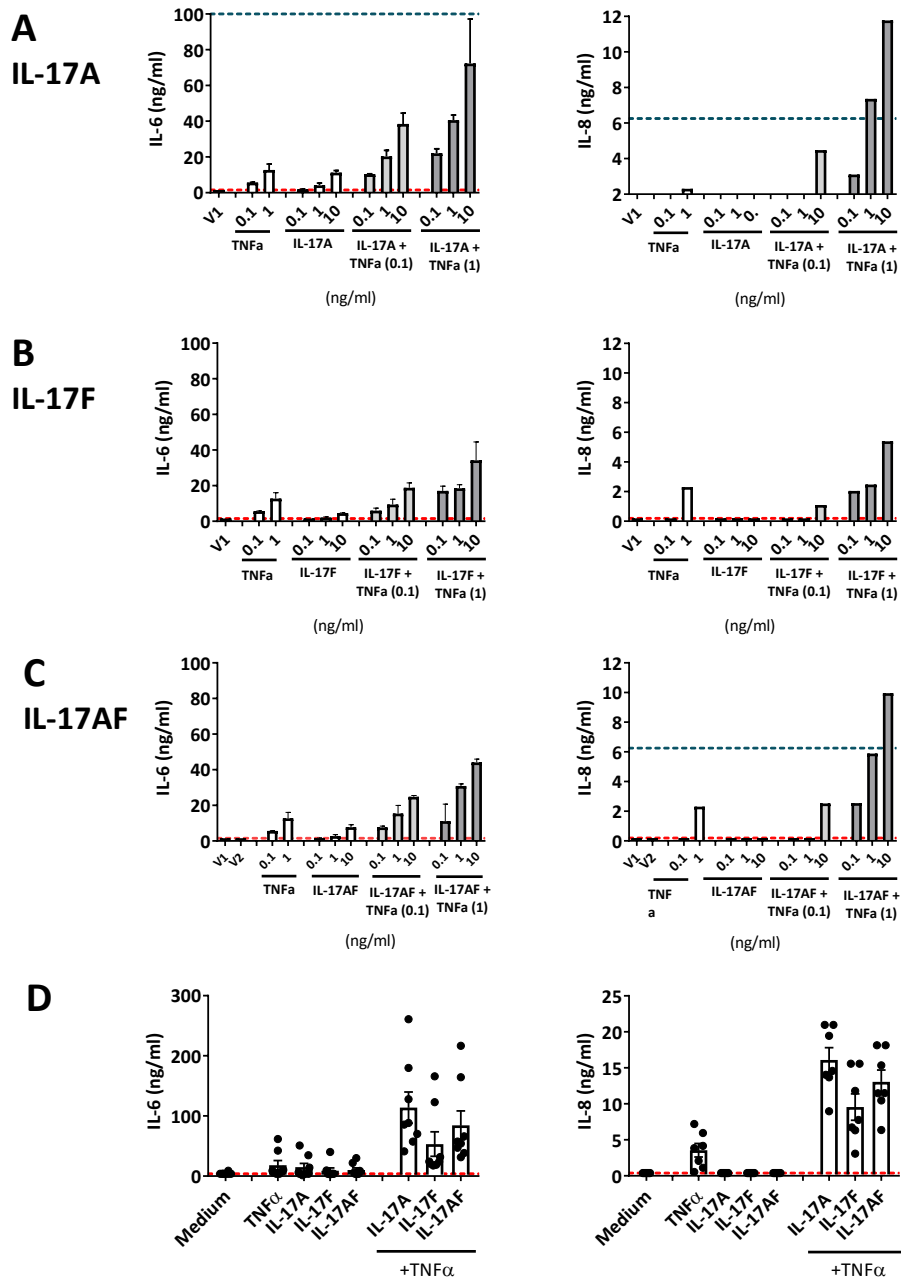 A
IL-17A
IL-6 (ng/ml)
100
80
60
40
20
0
V1
0.1
1
0.1
1
10
0.1
1
10
0.1
1
10
TNFa
IL-17A
IL-17A +
TNFa (0.1)
IL-17A +
TNFa (1)
(ng/ml)
IL-8 (ng/ml)
12
10
8
6
4
2
V1
0.1
1
0.1
1
0.
0.1
1
10
0.1
1
10
TNFa
IL-17A
IL-17A +
TNFa (0.1)
IL-17A +
TNFa (1)
(ng/ml)
B
IL-17F
IL-6 (ng/ml)
100
80
60
40
20
0
V1
0.1
1
0.1
1
10
0.1
1
10
0.1
1
10
TNFa
IL-17F
IL-17F +
TNFa (0.1)
IL-17F +
TNFa (1)
(ng/ml)
IL-8 (ng/ml)
12
10
8
6
4
2
0
V1
0.1
1
0.1
1
10
0.1
1
10
0.1
1
10
TNFa
IL-17F
IL-17F +
TNFa (0.1)
IL-17F +
TNFa (1)
(ng/ml)
C
IL-17AF
IL-6 (ng/ml)
100
80
60
40
20
0
V1
V2
0.1
1
0.1
1
10
0.1
1
10
0.1
1
10
TNFa
IL-17AF
IL-17AF +
TNFa (0.1)
IL-17AF +
TNFa (1)
(ng/ml)
IL-8 (ng/ml)
12
10
8
6
4
2
0
V1
V2
0.1
1
0.1
1
10
0.1
1
10
0.1
1
10
TNF
a
IL-17AF
IL-17AF +
TNFa (0.1)
IL-17AF +
TNFa (1)
(ng/ml)
D
IL-6 (ng/ml)
300
200
100
0
Medium
TNFα
IL-17A
IL-17F
IL-17AF
IL-17A
IL-17F
IL-17AF
+TNFα
IL-8 (ng/ml)
25
20
15
10
5
0
Medium
TNFα
IL-17A
IL-17F
IL-17AF
IL-17A
IL-17F
IL-17AF
+TNFα